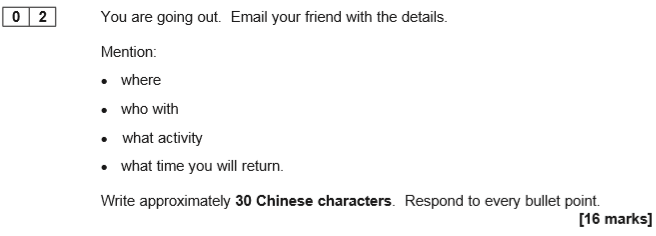 0 2 You are going out. Email your friend with the details.
Mention:
• where
• who with
• what activity
• what time you will return.
Write approximately 30 Chinese characters. Respond to every bullet point.
[16 marks]